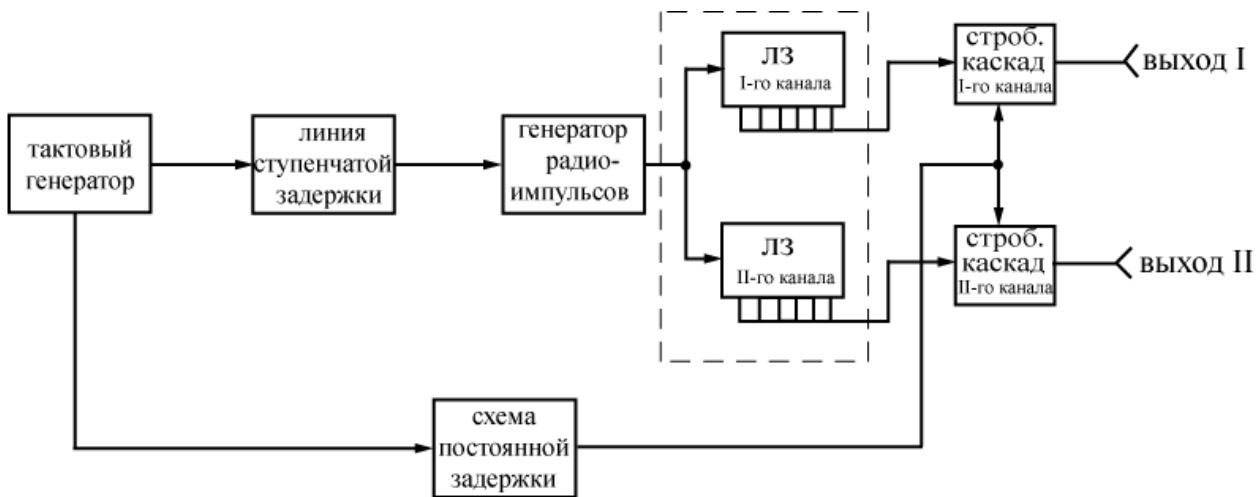 тактовый
генератор
линия
ступенчатой
задержки
генератор
радио-
импульсов
ЛЗ
I-го канала
ЛЗ
II-го канала
строб.
каскад
I-го канала
выход I
строб.
каскад
II-го канала
выход II
схема
постоянной
задержки